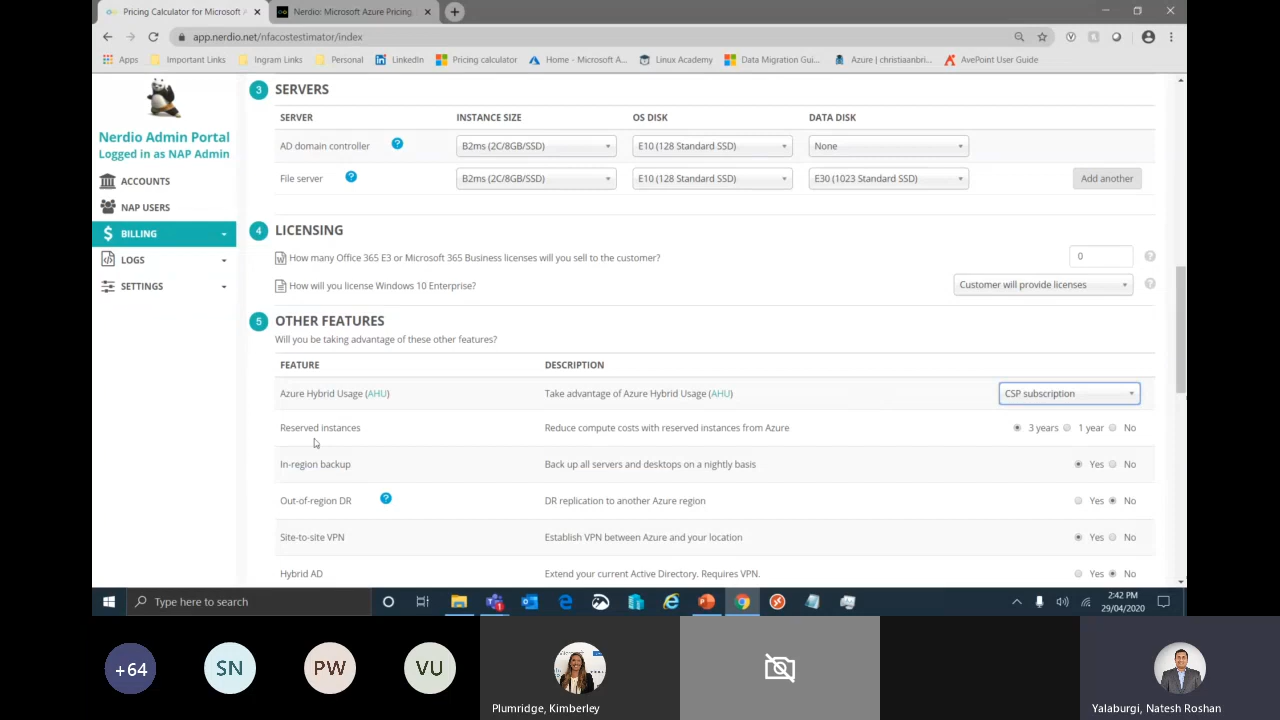 Pricing Calculator for Microsoft A
Nerdio: Microsoft Azure Pricing
app.nerdio.net/nfacostestimator/index
Apps
Important Links
Ingram Links
Personal
LinkedIn
Pricing calculator
Home - Microsoft A...
Linux Academy
Data Migration Gui...
Azure | christiaanbri...
AvePoint User Guide
Nerdio Admin Portal
Logged in as NAP Admin
ACCOUNTS
NAP USERS
BILLING
LOGS
SETTINGS
3 SERVERS
SERVER INSTANCE SIZE OS DISK DATA DISK
AD domain controller ? B2ms (2C/8GB/SSD) E10 (128 Standard SSD) None
File server ? B2ms (2C/8GB/SSD) E10 (128 Standard SSD) E30 (1023 Standard SSD) Add another
4 LICENSING
How many Office 365 E3 or Microsoft 365 Business licenses will you sell to the customer? 0 ?
How will you license Windows 10 Enterprise? Customer will provide licenses ?
5 OTHER FEATURES
Will you be taking advantage of these other features?
FEATURE DESCRIPTION
Azure Hybrid Usage (AHU) Take advantage of Azure Hybrid Usage (AHU) CSP subscription
Reserved instances Reduce compute costs with reserved instances from Azure 3 years 1 year No
In-region backup Back up all servers and desktops on a nightly basis Yes No
Out-of-region DR ? DR replication to another Azure region Yes No
Site-to-site VPN Establish VPN between Azure and your location Yes No
Hybrid AD Extend your current Active Directory. Requires VPN. Yes No
Type here to search
2:42 PM
29/04/2020
+64
SN
PW
VU
Plumridge, Kimberley
Yalaburgi, Natesh Roshan